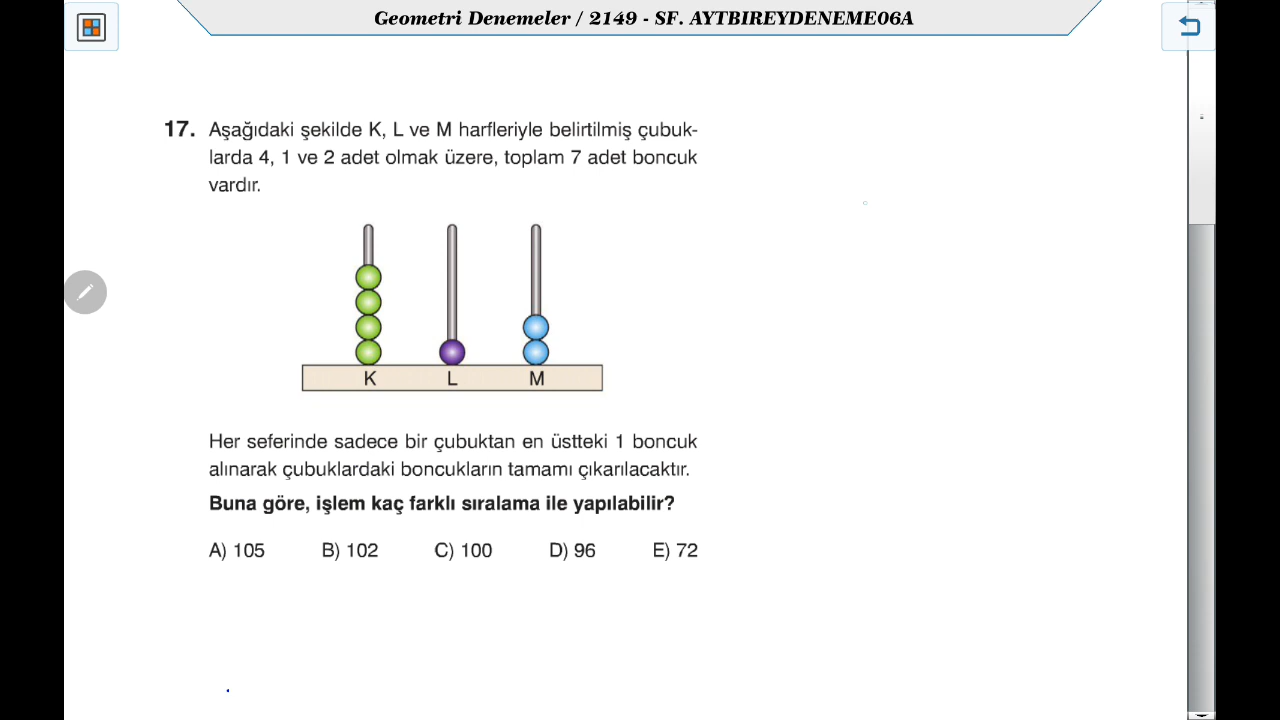 Geometri Denemeler / 2149 - SF. AYTBIREYDENEME06A
17. Aşağıdaki şekilde K, L ve M harfleriyle belirtilmiş çubuk-
larda 4, 1 ve 2 adet olmak üzere, toplam 7 adet boncuk
vardır.
K L M
Her seferinde sadece bir çubuktan en üstteki 1 boncuk
alınarak çubuklardaki boncukların tamamı çıkarılacaktır.
Buna göre, işlem kaç farklı sıralama ile yapılabilir?
A) 105 B) 102 C) 100 D) 96 E) 72